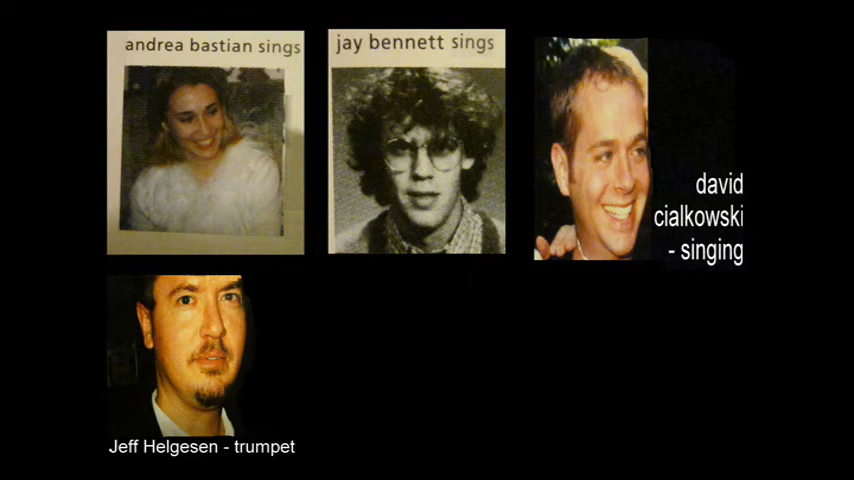 andrea bastian sings
jay bennett sings
david
cialkowski
- singing
Jeff Helgesen - trumpet